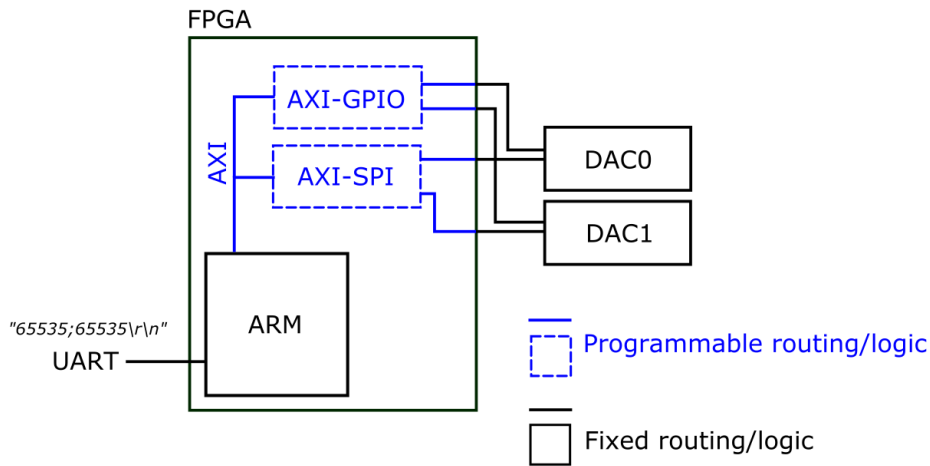 FPGA
AXI-GPIO
DAC0
AXI
AXI-SPI
DAC1
ARM
"65535;65535\r\n"
UART
Programmable routing/logic
Fixed routing/logic